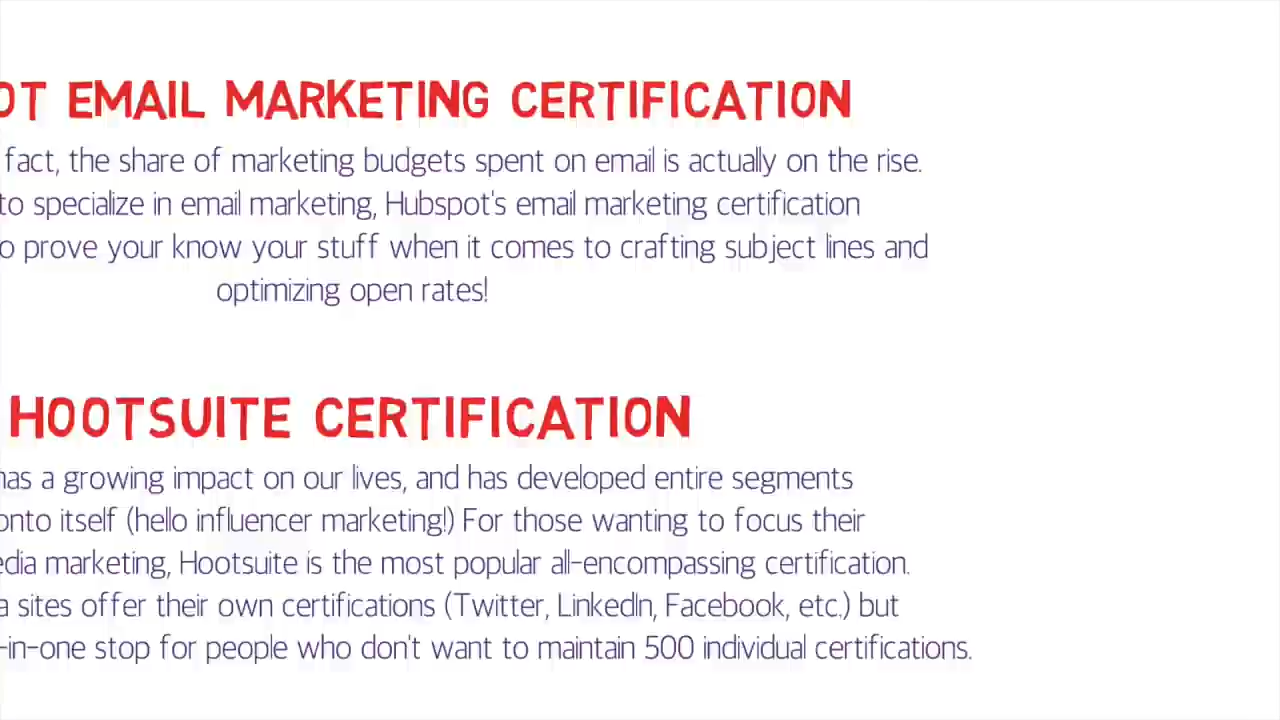 OT EMAIL MARKETING CERTIFICATION
fact, the share of marketing budgets spent on email is actually on the rise.
to specialize in email marketing, Hubspot's email marketing certification
o prove your know your stuff when it comes to crafting subject lines and
optimizing open rates!
HOOTSUITE CERTIFICATION
has a growing impact on our lives, and has developed entire segments
onto itself (hello influencer marketing!) For those wanting to focus their
edia marketing, Hootsuite is the most popular all-encompassing certification.
a sites offer their own certifications (Twitter, LinkedIn, Facebook, etc.) but
-in-one stop for people who don't want to maintain 500 individual certifications.